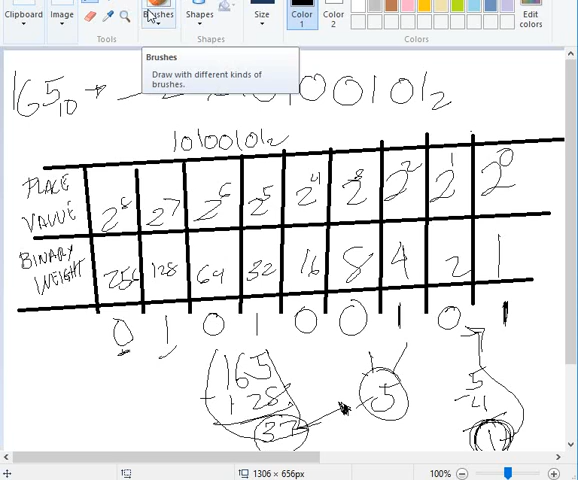 Clipboard Image Brushes Shapes Size Color 1 Color 2 Edit colors
Tools Shapes Colors
Brushes
Draw with different kinds of brushes.
165₁₀ → 10100101₂
10100101₂
PLACE VALUE 2⁸ 2⁷ 2⁶ 2⁵ 2⁴ 2³ 2² 2¹ 2⁰
BINARY WEIGHT 256 128 64 32 16 8 4 2 1
0 1 0 1 0 0 1 0 1
165
-128
37
5
5
-4
1
1306 × 656px 100%